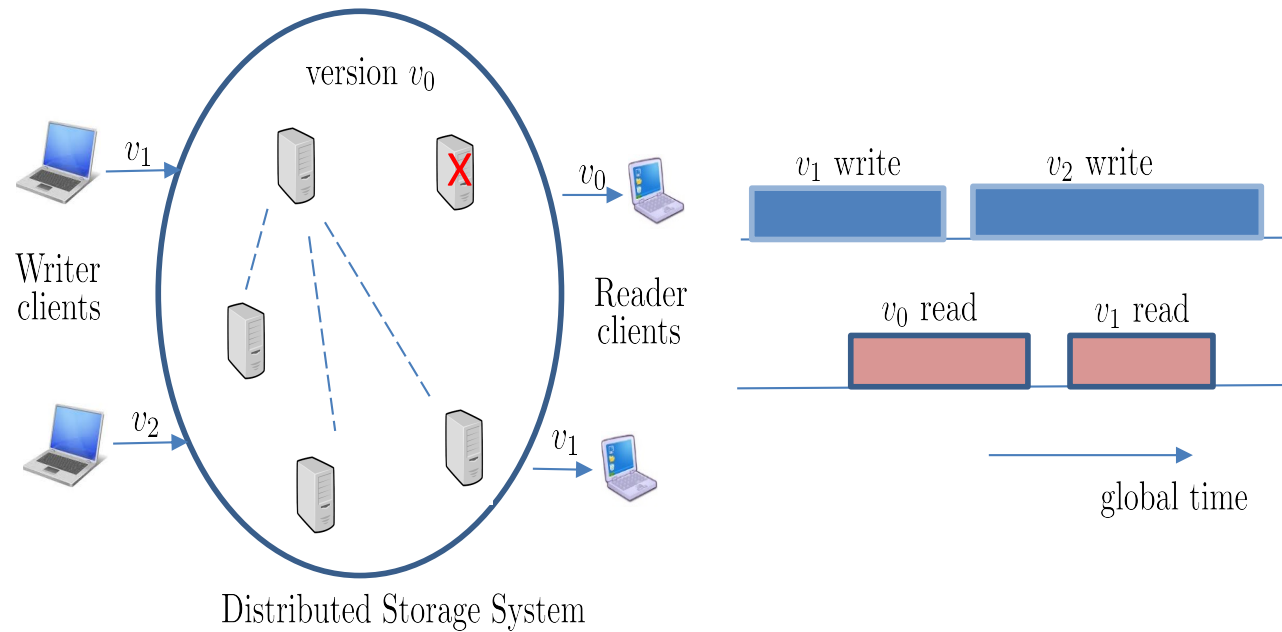 version v₀
v₁
X
v₀
Writer
clients
Reader
clients
v₂
v₁
Distributed Storage System
v₁ write
v₂ write
v₀ read
v₁ read
global time